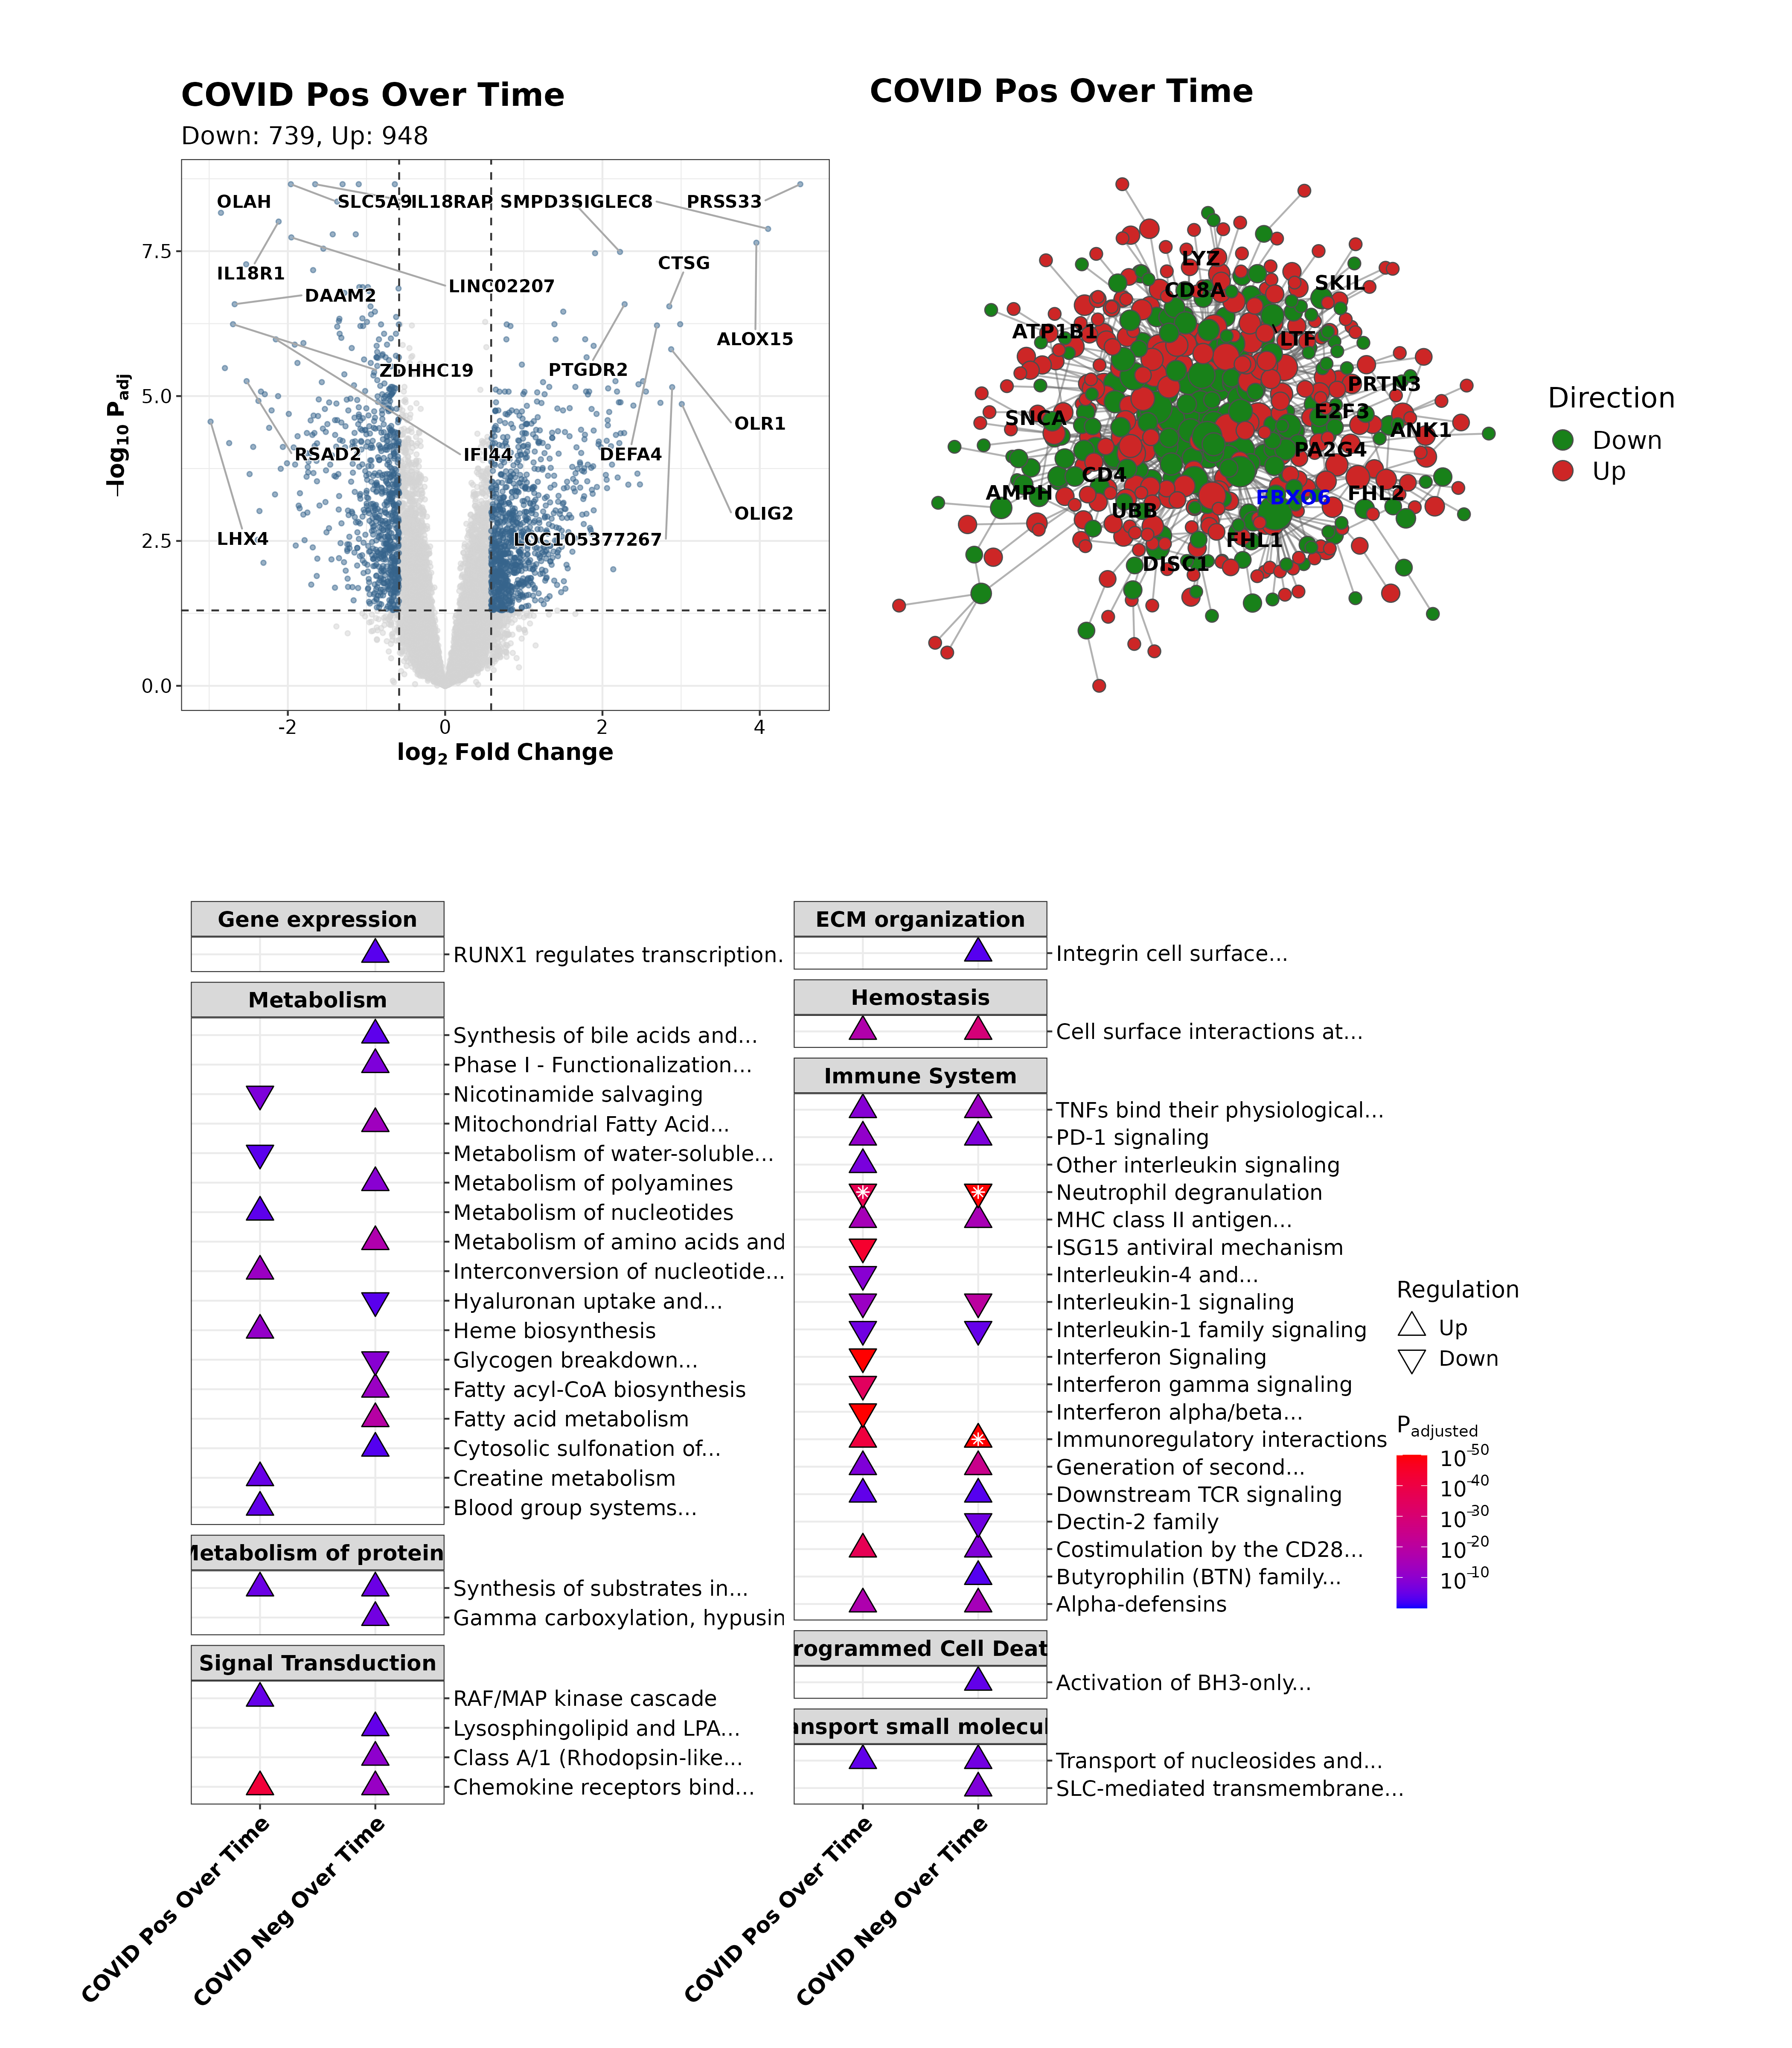 COVID Pos Over Time
Down: 739, Up: 948
OLAH
SLC5A9
IL18RAP
SMPD3
SIGLEC8
PRSS33
IL18R1
DAAM2
LINC02207
CTSG
ALOX15
ZDHHC19
PTGDR2
OLR1
RSAD2
IFI44
DEFA4
OLIG2
LHX4
LOC105377267
7.5
5.0
2.5
0.0
-2
0
2
4
–log10 Padj
log2 Fold Change
COVID Pos Over Time
LYZ
CD8A
SKIL
ATP1B1
LTF
PRTN3
SNCA
E2F3
ANK1
PA2G4
CD4
AMPH
FBXO6
FHL2
UBB
FHL1
DISC1
Direction
Down
Up
Gene expression
RUNX1 regulates transcription.
Metabolism
Synthesis of bile acids and...
Phase I - Functionalization...
Nicotinamide salvaging
Mitochondrial Fatty Acid...
Metabolism of water-soluble...
Metabolism of polyamines
Metabolism of nucleotides
Metabolism of amino acids and
Interconversion of nucleotide...
Hyaluronan uptake and...
Heme biosynthesis
Glycogen breakdown...
Fatty acyl-CoA biosynthesis
Fatty acid metabolism
Cytosolic sulfonation of...
Creatine metabolism
Blood group systems...
Metabolism of protein
Synthesis of substrates in...
Gamma carboxylation, hypusin
Signal Transduction
RAF/MAP kinase cascade
Lysosphingolipid and LPA...
Class A/1 (Rhodopsin-like...
Chemokine receptors bind...
COVID Pos Over Time
COVID Neg Over Time
ECM organization
Integrin cell surface...
Hemostasis
Cell surface interactions at...
Immune System
TNFs bind their physiological...
PD-1 signaling
Other interleukin signaling
Neutrophil degranulation
MHC class II antigen...
ISG15 antiviral mechanism
Interleukin-4 and...
Interleukin-1 signaling
Interleukin-1 family signaling
Interferon Signaling
Interferon gamma signaling
Interferon alpha/beta...
Immunoregulatory interactions
Generation of second...
Downstream TCR signaling
Dectin-2 family
Costimulation by the CD28...
Butyrophilin (BTN) family...
Alpha-defensins
rogrammed Cell Deat
Activation of BH3-only...
ansport small molecul
Transport of nucleosides and...
SLC-mediated transmembrane...
COVID Pos Over Time
COVID Neg Over Time
Regulation
Up
Down
Padjusted
10–50
10–40
10–30
10–20
10–10